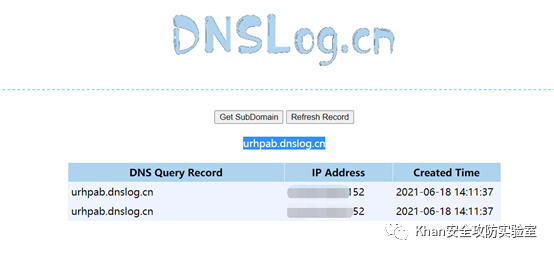 DNSLog.cn
Get SubDomain Refresh Record
urhpab.dnslog.cn
DNS Query Record IP Address Created Time
urhpab.dnslog.cn 152 2021-06-18 14:11:37
urhpab.dnslog.cn 52 2021-06-18 14:11:37
Khan安全攻防实验室